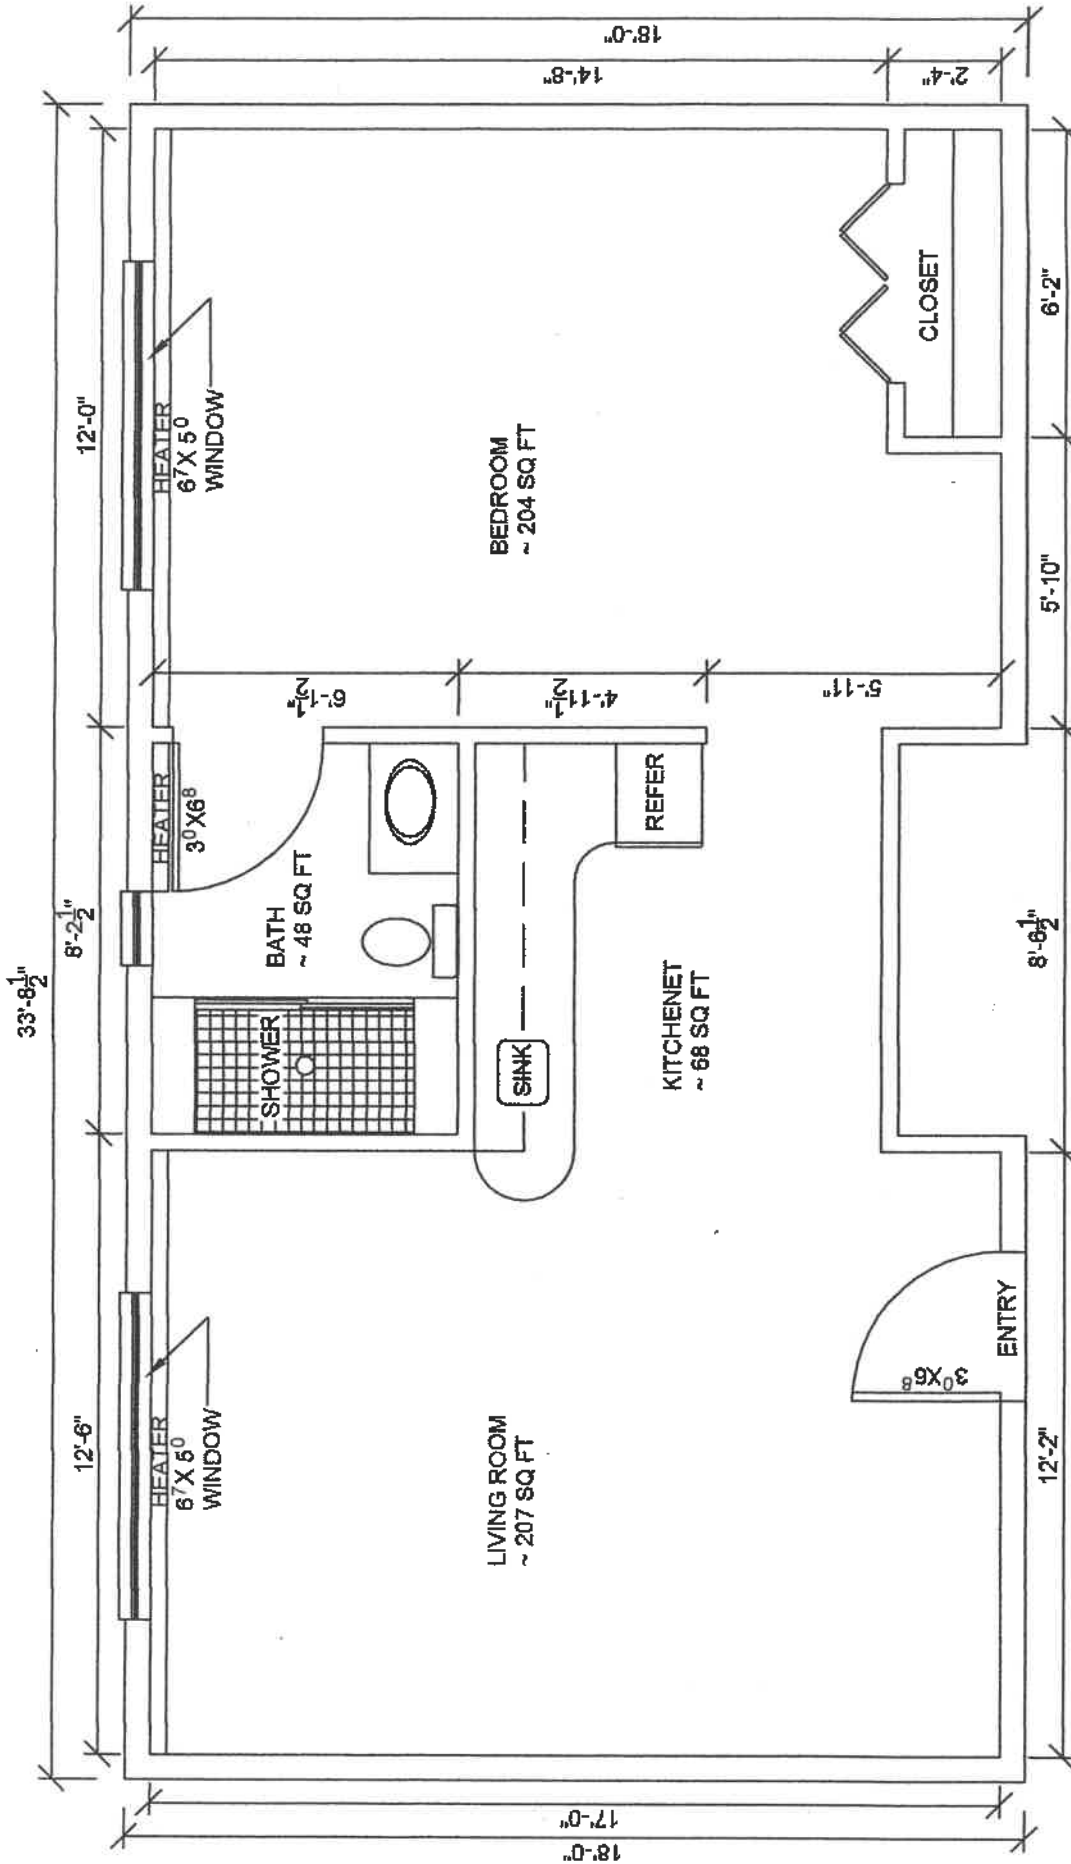 33'-8½"
12'-6"
8'-2½"
12'-0"
18'-0"
17'-0"
18'-0"
14'-8"
2'-4"
HEATER
6⁷X 5⁰
WINDOW
HEATER
3⁰X6⁸
HEATER
6⁷X 5⁰
WINDOW
SHOWER
BATH
~ 48 SQ FT
6'-1½"
4'-11½"
5'-11"
LIVING ROOM
~ 207 SQ FT
SINK
REFER
KITCHENET
~ 68 SQ FT
BEDROOM
~ 204 SQ FT
CLOSET
3⁰X6⁸
ENTRY
12'-2"
8'-6½"
5'-10"
6'-2"